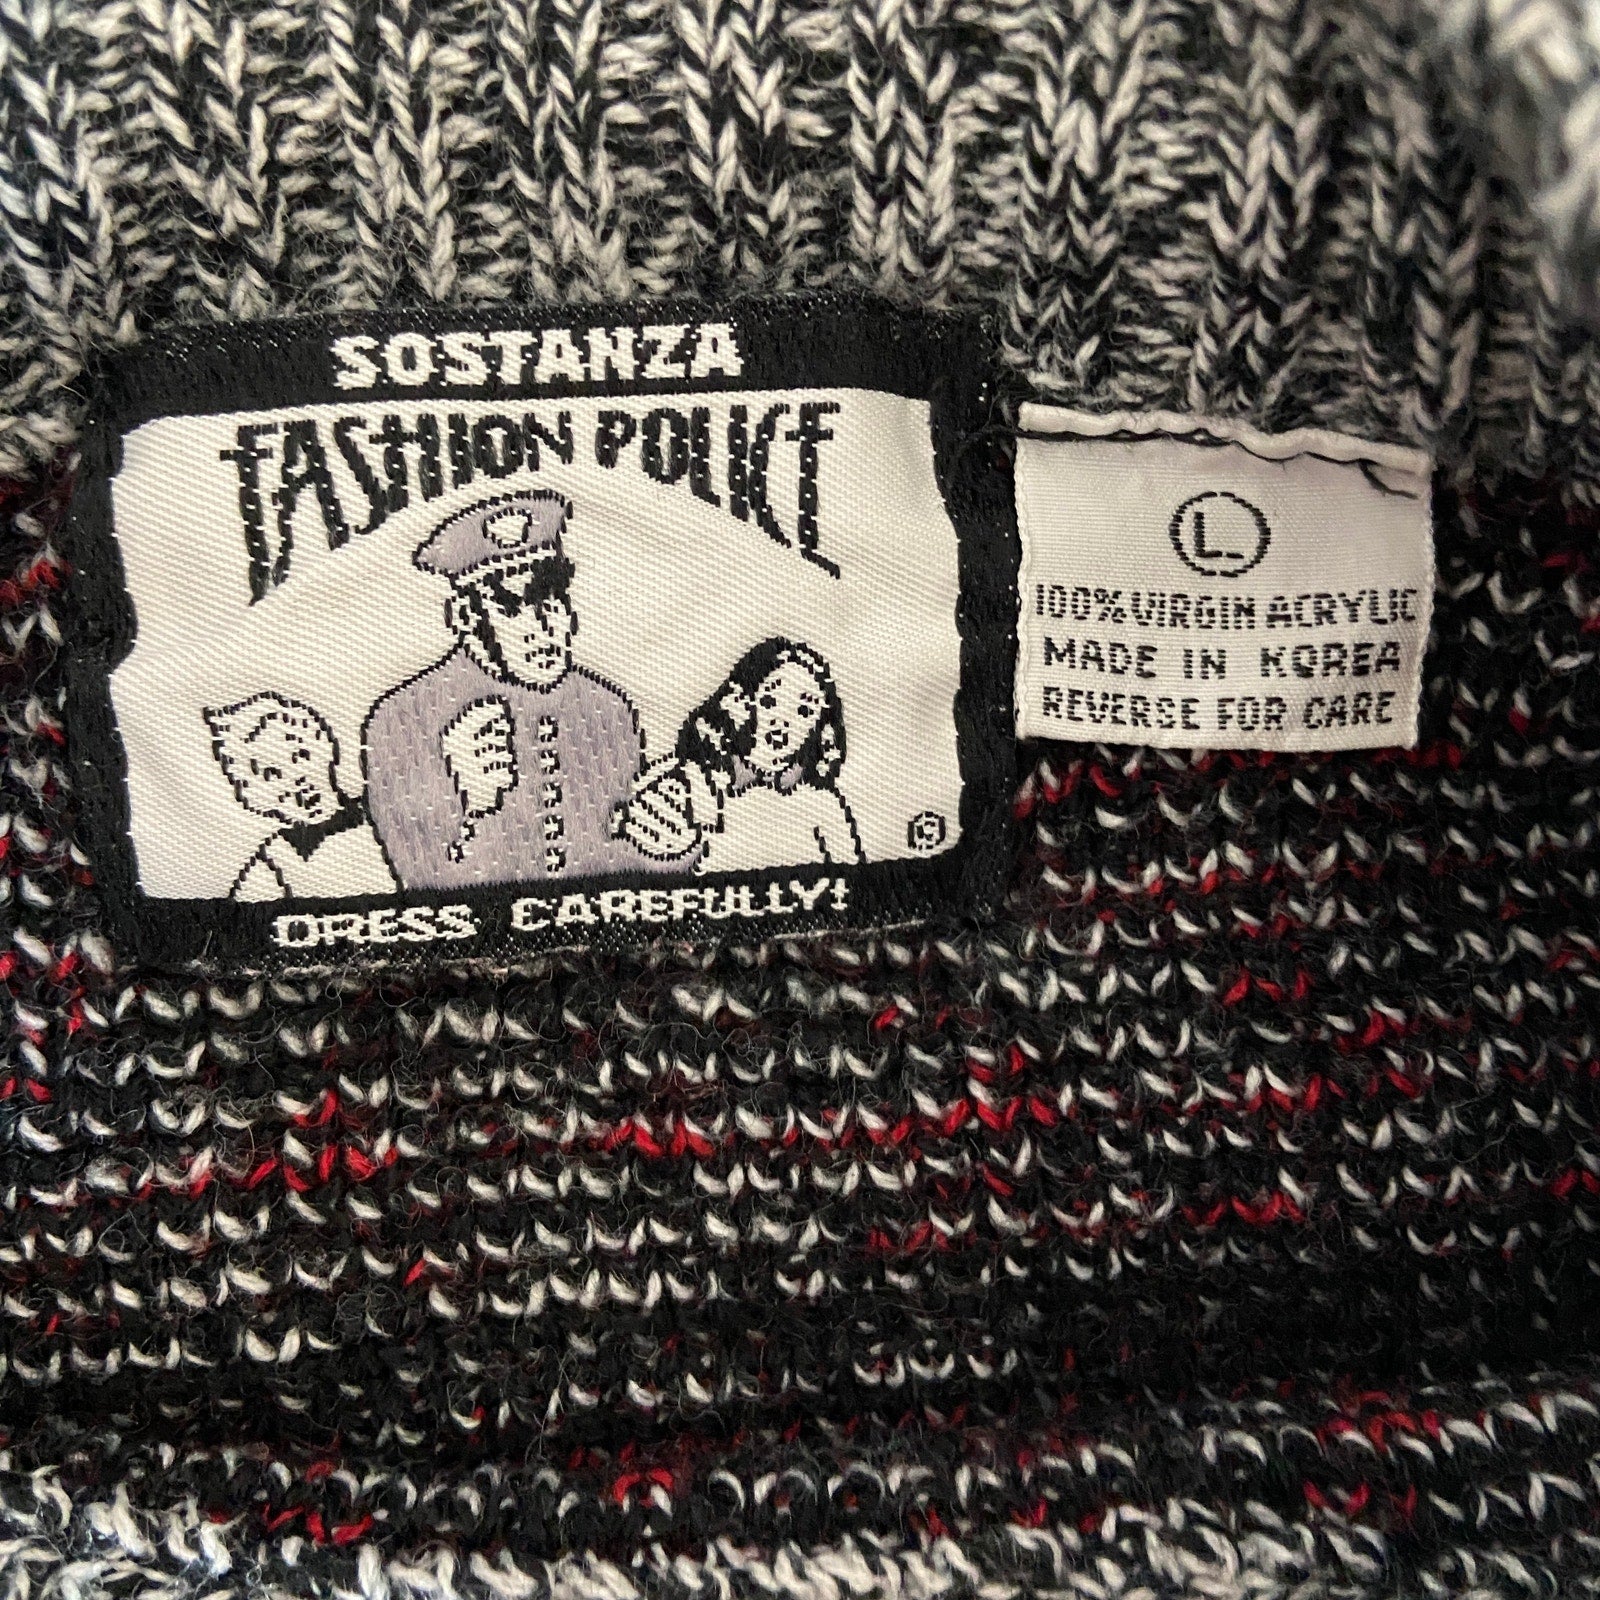 SOSTANZA
FASHION POLICE
DRESS CAREFULLY!
L
100% VIRGIN ACRYLIC
MADE IN KOREA
REVERSE FOR CARE